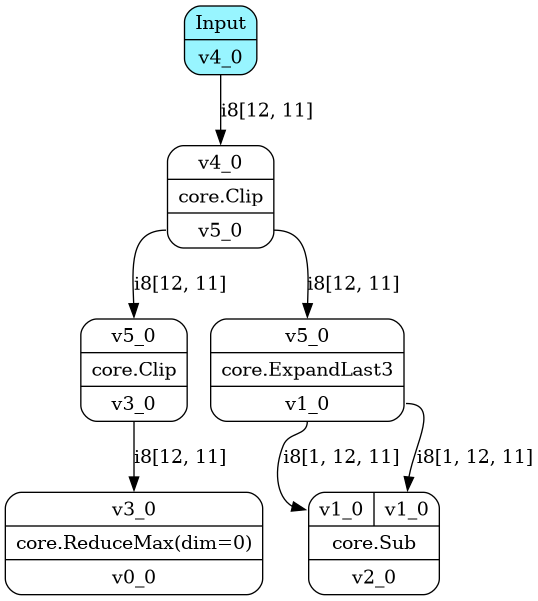 Input
v4_0
i8[12, 11]
v4_0
core.Clip
v5_0
i8[12, 11]
i8[12, 11]
v5_0
core.Clip
v3_0
v5_0
core.ExpandLast3
v1_0
i8[12, 11]
i8[1, 12, 11]
i8[1, 12, 11]
v3_0
core.ReduceMax(dim=0)
v0_0
v1_0
v1_0
core.Sub
v2_0